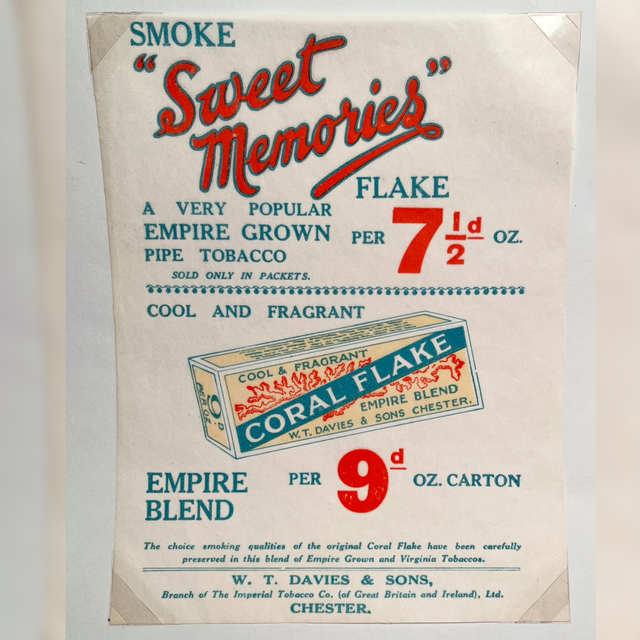 SMOKE
"Sweet
Memories"
FLAKE
A VERY POPULAR
EMPIRE GROWN
PIPE TOBACCO
SOLD ONLY IN PACKETS.
PER 7 1/2d OZ.
COOL AND FRAGRANT
COOL & FRAGRANT
CORAL FLAKE
EMPIRE BLEND
W.T. DAVIES & SONS CHESTER.
9D
EMPIRE
BLEND
PER 9d OZ. CARTON
The choice smoking qualities of the original Coral Flake have been carefully
preserved in this blend of Empire Grown and Virginia Tobaccos.
W. T. DAVIES & SONS,
Branch of The Imperial Tobacco Co. (of Great Britain and Ireland), Ltd.
CHESTER.